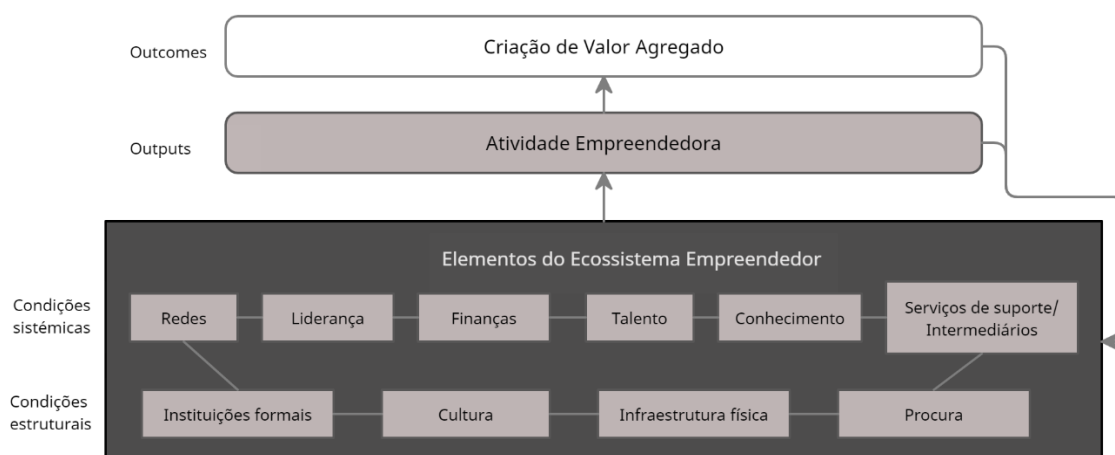 Outcomes
Criação de Valor Agregado
Outputs
Atividade Empreendedora
Elementos do Ecossistema Empreendedor
Condições
sistémicas
Redes
Liderança
Finanças
Talento
Conhecimento
Serviços de suporte/
Intermediários
Condições
estruturais
Instituições formais
Cultura
Infraestrutura física
Procura